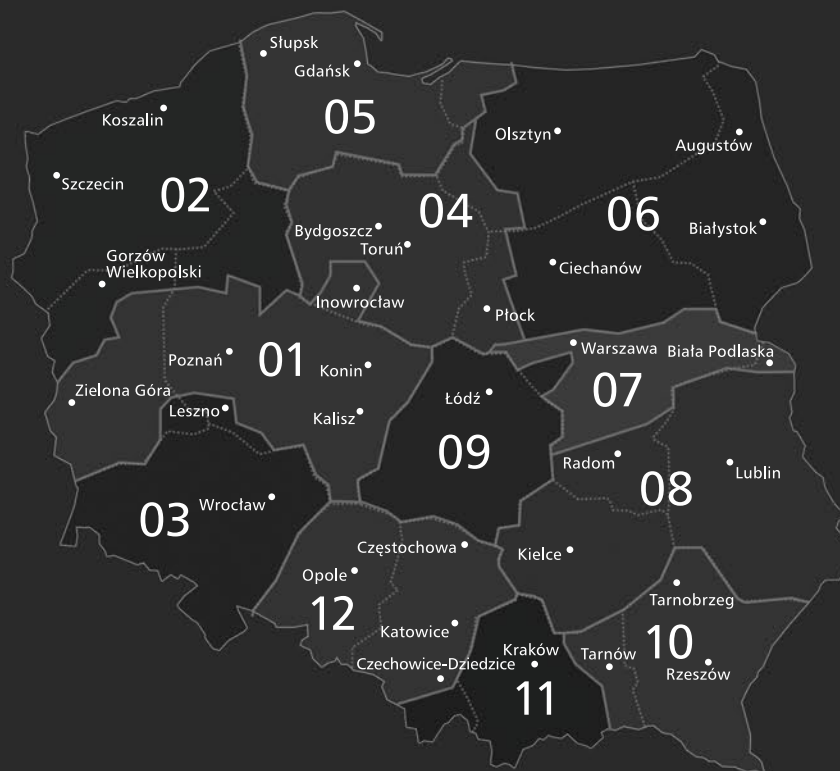 Słupsk
Gdańsk
05
Koszalin
Szczecin
02
Gorzów
Wielkopolski
Olsztyn
Augustów
06
Białystok
Ciechanów
04
Bydgoszcz
Toruń
Inowrocław
Płock
Poznań
01
Konin
Zielona Góra
Leszno
Kalisz
Warszawa
Biała Podlaska
07
Łódź
09
Radom
08
Lublin
Kielce
03
Wrocław
Częstochowa
Opole
12
Katowice
Czechowice-Dziedzice
Kraków
11
Tarnobrzeg
10
Tarnów
Rzeszów